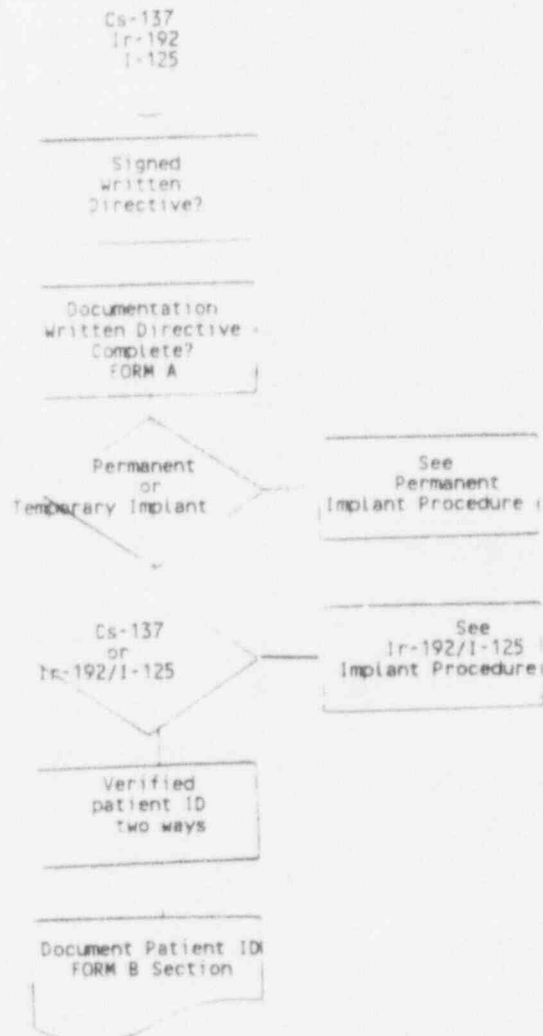 Cs-137
Ir-192
I-125
Signed
Written
Directive?
Documentation
Written Directive
Complete?
FORM A
Permanent
or
Temporary Implant
See
Permanent
Implant Procedure
Cs-137
or
Ir-192/I-125
See
Ir-192/I-125
Implant Procedure
Verified
patient ID
two ways
Document Patient ID
FORM B Section